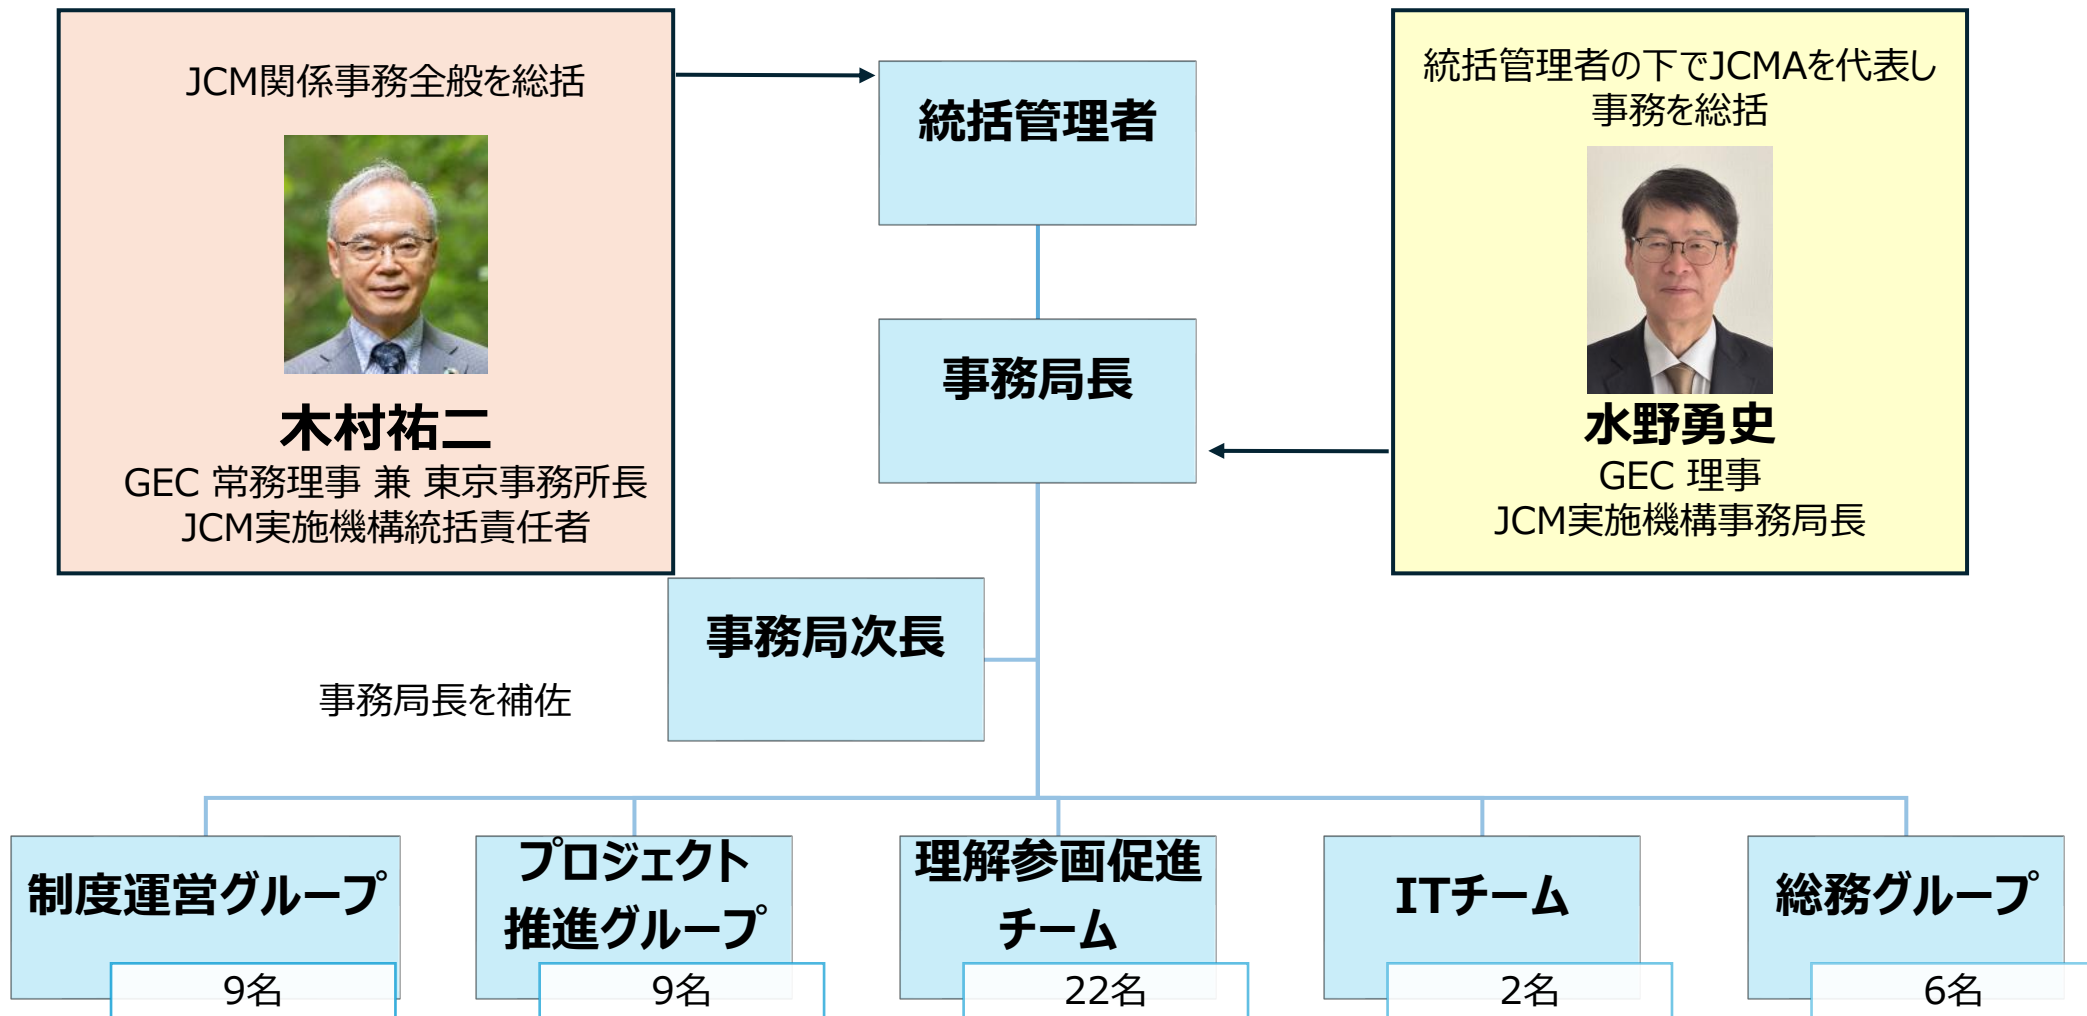 JCM関係事務全般を総括
木村祐二
GEC 常務理事 兼 東京事務所長
JCM実施機構統括責任者
統括管理者
統括管理者の下でJCMAを代表し
事務を総括
水野勇史
GEC 理事
JCM実施機構事務局長
事務局長
事務局次長
事務局長を補佐
制度運営グループ
9名
プロジェクト
推進グループ
9名
理解参画促進
チーム
22名
ITチーム
2名
総務グループ
6名